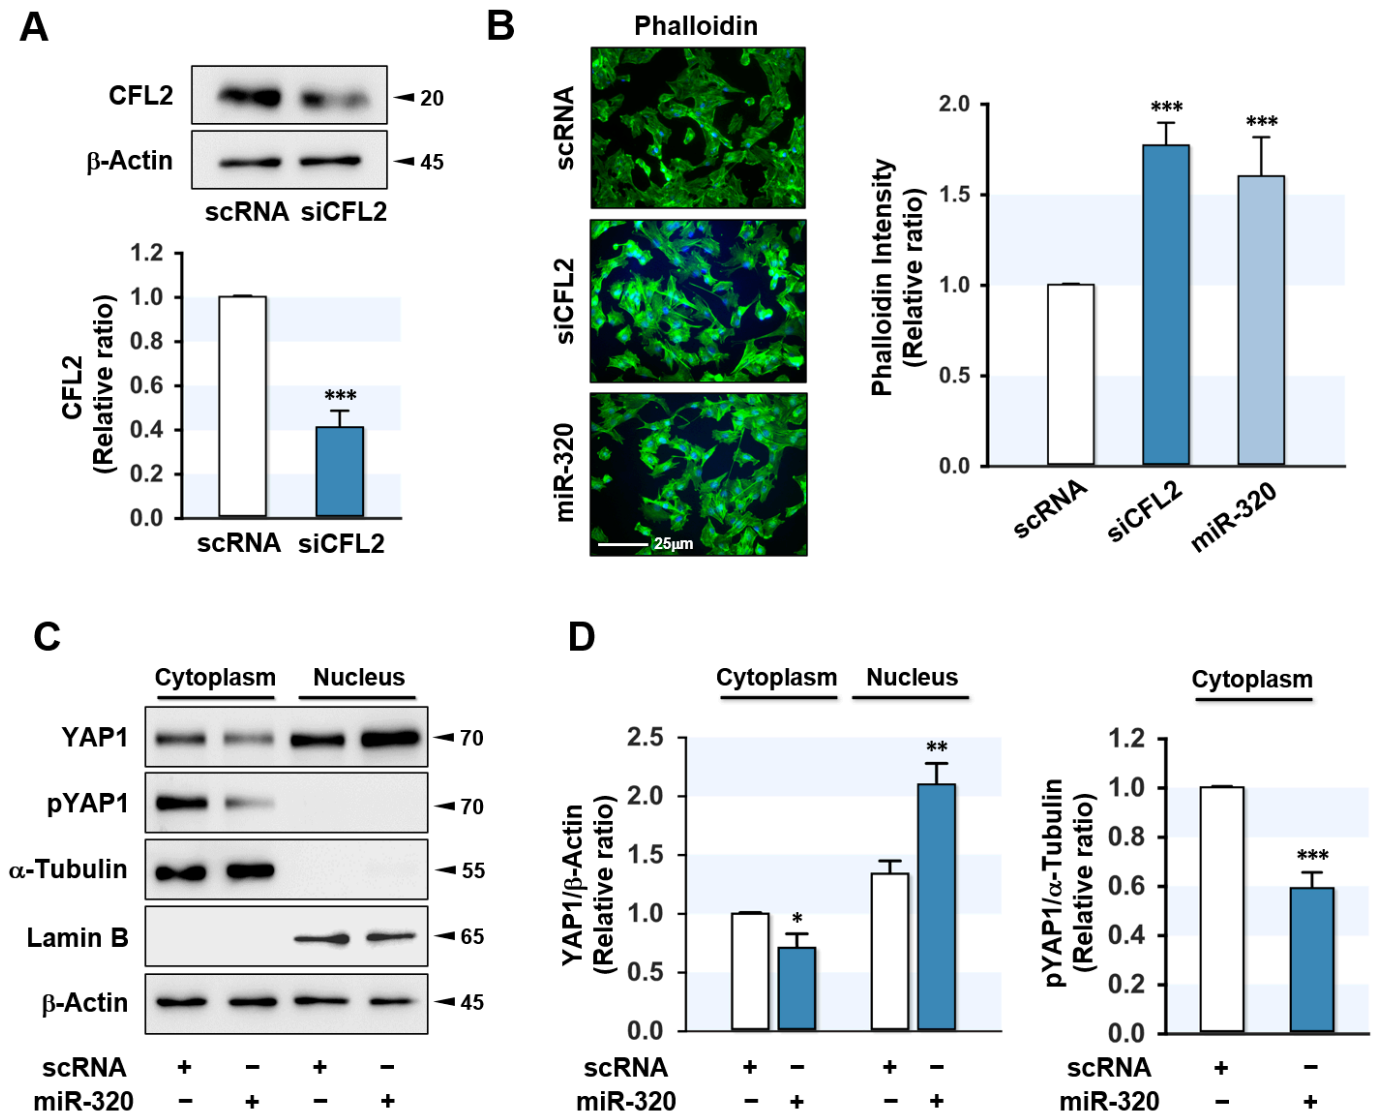 A
CFL2
20
β-Actin
45
scRNA siCFL2
CFL2
(Relative ratio)
1.2
1.0
0.8
0.6
0.4
0.2
0.0
***
scRNA siCFL2
B
Phalloidin
scRNA
siCFL2
miR-320
25μm
Phalloidin Intensity
(Relative ratio)
2.0
1.5
1.0
0.5
0.0
***
***
scRNA
siCFL2
miR-320
C
Cytoplasm Nucleus
YAP1
70
pYAP1
70
α-Tubulin
55
Lamin B
65
β-Actin
45
scRNA + − + −
miR-320 − + − +
D
Cytoplasm Nucleus
YAP1/β-Actin
(Relative ratio)
2.5
2.0
1.5
1.0
0.5
0.0
*
**
scRNA + − + −
miR-320 − + − +
Cytoplasm
pYAP1/α-Tubulin
(Relative ratio)
1.2
1.0
0.8
0.6
0.4
0.2
0.0
***
scRNA + −
miR-320 − +